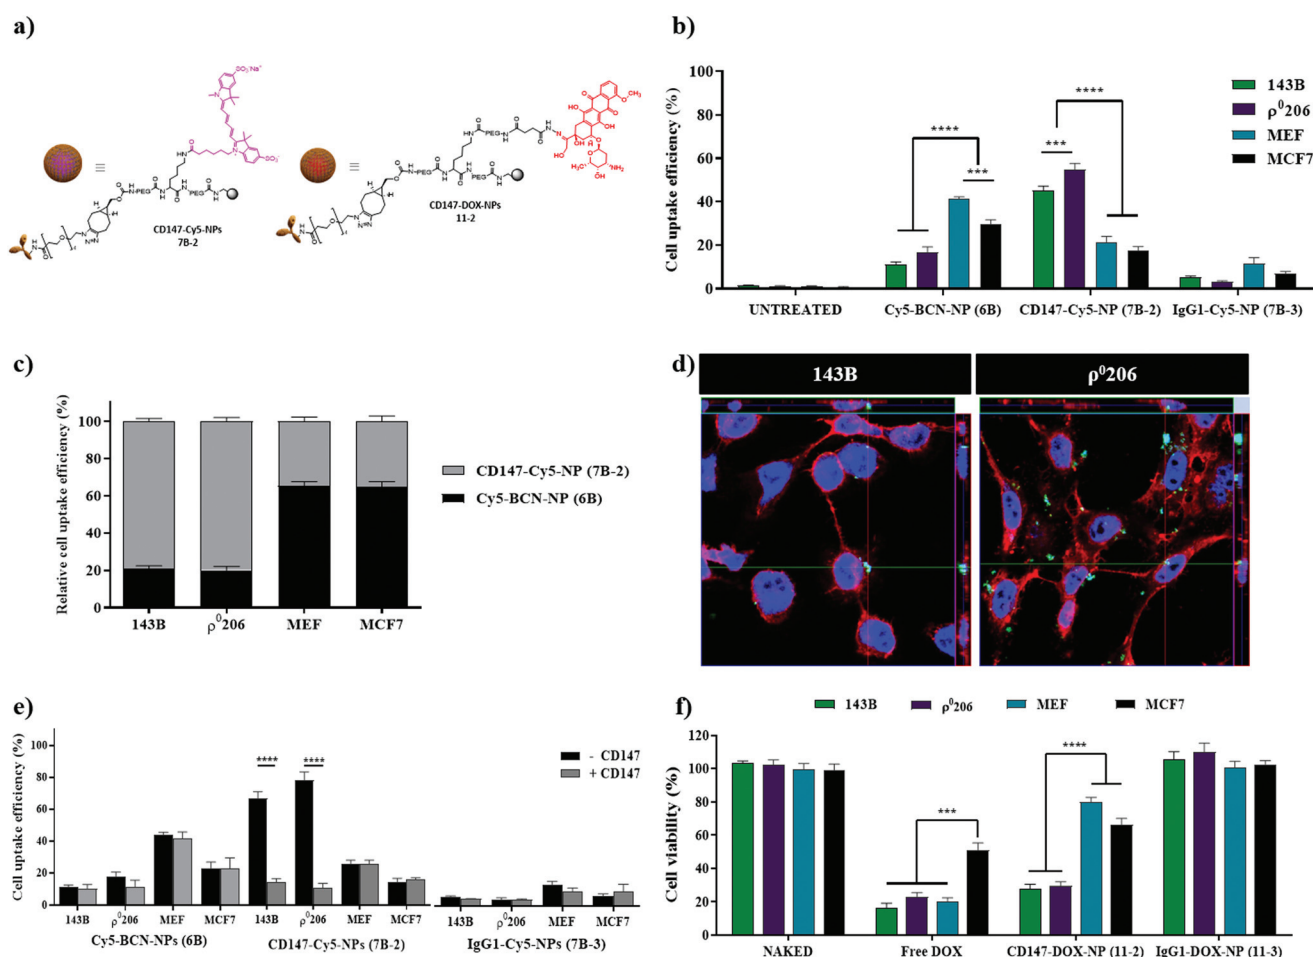 a)
CD147-Cy5-NPs
7B-2
CD147-DOX-NPs
11-2
b)
Cell uptake efficiency (%)
100
80
60
40
20
0
****
***
***
****
143B
ρ⁰206
MEF
MCF7
UNTREATED
Cy5-BCN-NP (6B)
CD147-Cy5-NP (7B-2)
IgG1-Cy5-NP (7B-3)
c)
Relative cell uptake efficiency (%)
100
80
60
40
20
0
143B
ρ⁰206
MEF
MCF7
CD147-Cy5-NP (7B-2)
Cy5-BCN-NP (6B)
d)
143B
ρ⁰206
e)
Cell uptake efficiency (%)
100
80
60
40
20
0
****
****
- CD147
+ CD147
143B
ρ⁰206
MEF
MCF7
143B
ρ⁰206
MEF
MCF7
143B
ρ⁰206
MEF
MCF7
Cy5-BCN-NPs (6B)
CD147-Cy5-NPs (7B-2)
IgG1-Cy5-NPs (7B-3)
f)
143B
ρ⁰206
MEF
MCF7
Cell viability (%)
120
100
80
60
40
20
0
***
****
NAKED
Free DOX
CD147-DOX-NP (11-2)
IgG1-DOX-NP (11-3)